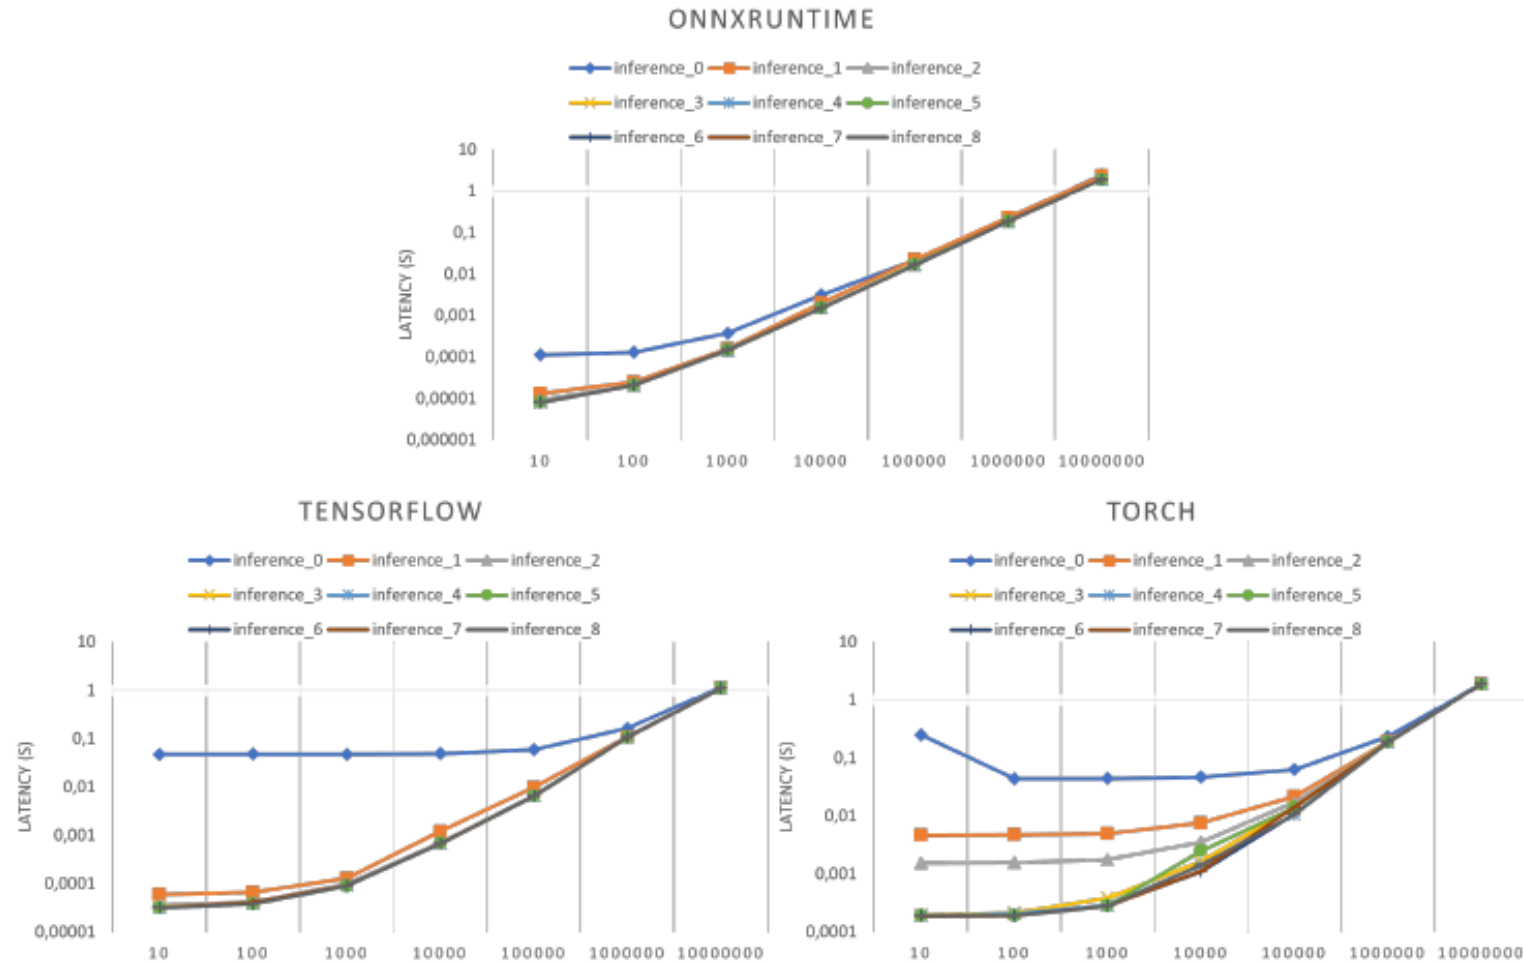 ONNXRUNTIME
inference_0 inference_1 inference_2
inference_3 inference_4 inference_5
inference_6 inference_7 inference_8
10
1
0,1
0,01
0,001
0,0001
0,00001
0,000001
LATENCY (S)
10 100 1000 10000 100000 1000000 10000000
TENSORFLOW
inference_0 inference_1 inference_2
inference_3 inference_4 inference_5
inference_6 inference_7 inference_8
10
1
0,1
0,01
0,001
0,0001
0,00001
LATENCY (S)
10 100 1000 10000 100000 1000000 10000000
TORCH
inference_0 inference_1 inference_2
inference_3 inference_4 inference_5
inference_6 inference_7 inference_8
10
1
0,1
0,01
0,001
0,0001
LATENCY (S)
10 100 1000 10000 100000 1000000 10000000